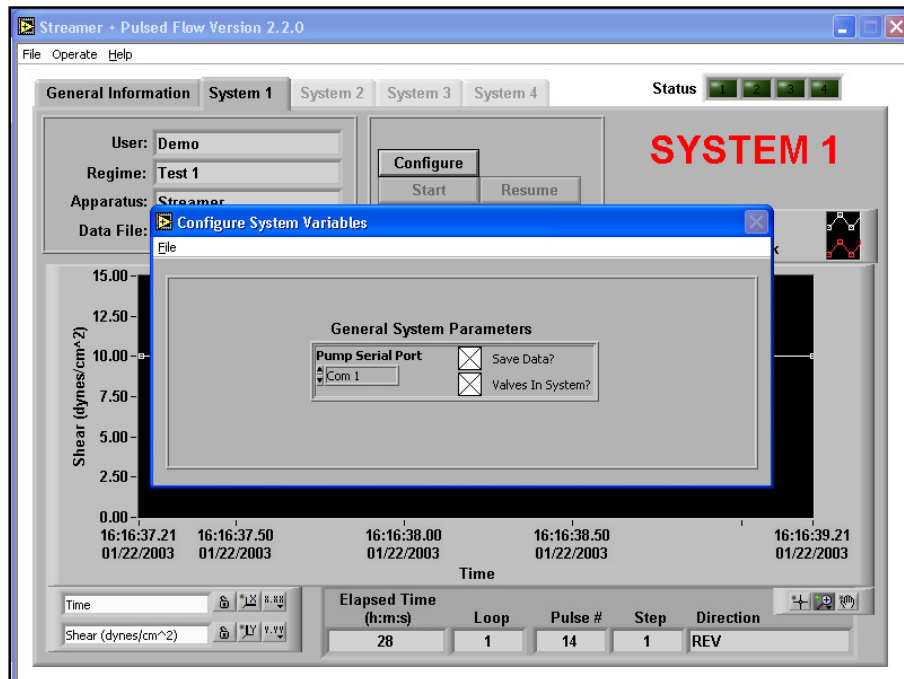 Streamer + Pulsed Flow Version 2.2.0
File Operate Help
General Information System 1 System 2 System 3 System 4 Status 1 2 3 4
User: Demo
Regime: Test 1
Apparatus: Streamer
Data File:
Configure
Start Resume
SYSTEM 1
Configure System Variables
File
General System Parameters
Pump Serial Port
Com 1
Save Data?
Valves In System?
Shear (dynes/cm^2)
15.00
12.50
10.00
7.50
5.00
2.50
0.00
16:16:37.21 16:16:37.50 16:16:38.00 16:16:38.50 16:16:39.21
01/22/2003 01/22/2003 01/22/2003 01/22/2003 01/22/2003
Time
Time X.XX
Shear (dynes/cm^2) Y.YY
Elapsed Time
(h:m:s) Loop Pulse # Step Direction
28 1 14 1 REV